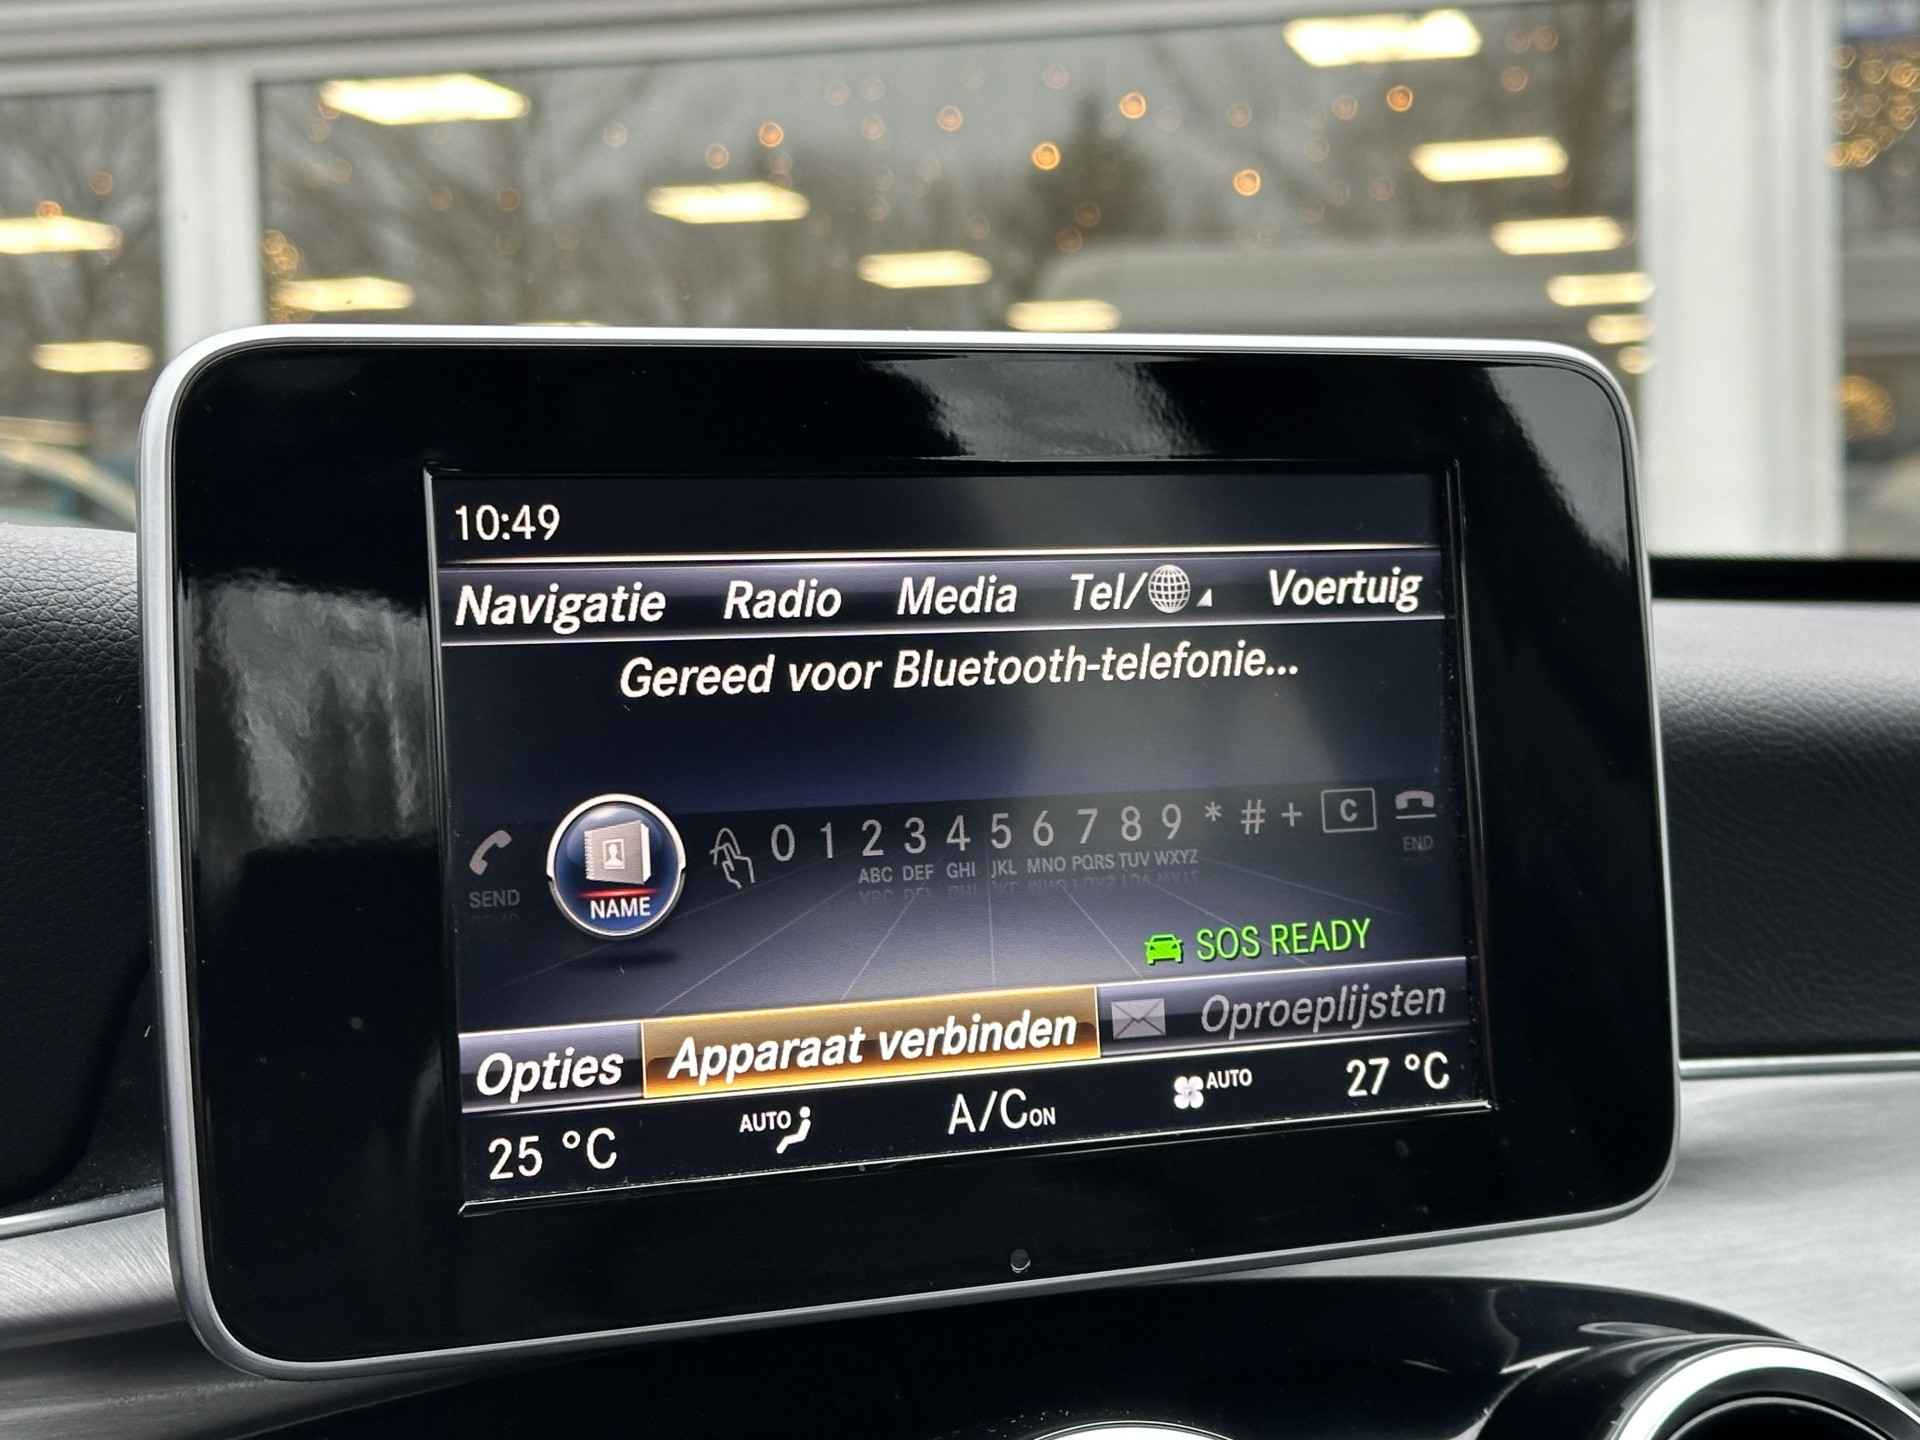 10:49
Navigatie Radio Media Tel/ Voertuig
Gereed voor Bluetooth-telefonie...
0 1 2 3 4 5 6 7 8 9 * # + C
ABC DEF GHI JKL MNO PQRS TUV WXYZ
SEND NAME END
SOS READY
Opties Apparaat verbinden Oproeplijsten
25 °C AUTO A/C ON AUTO 27 °C